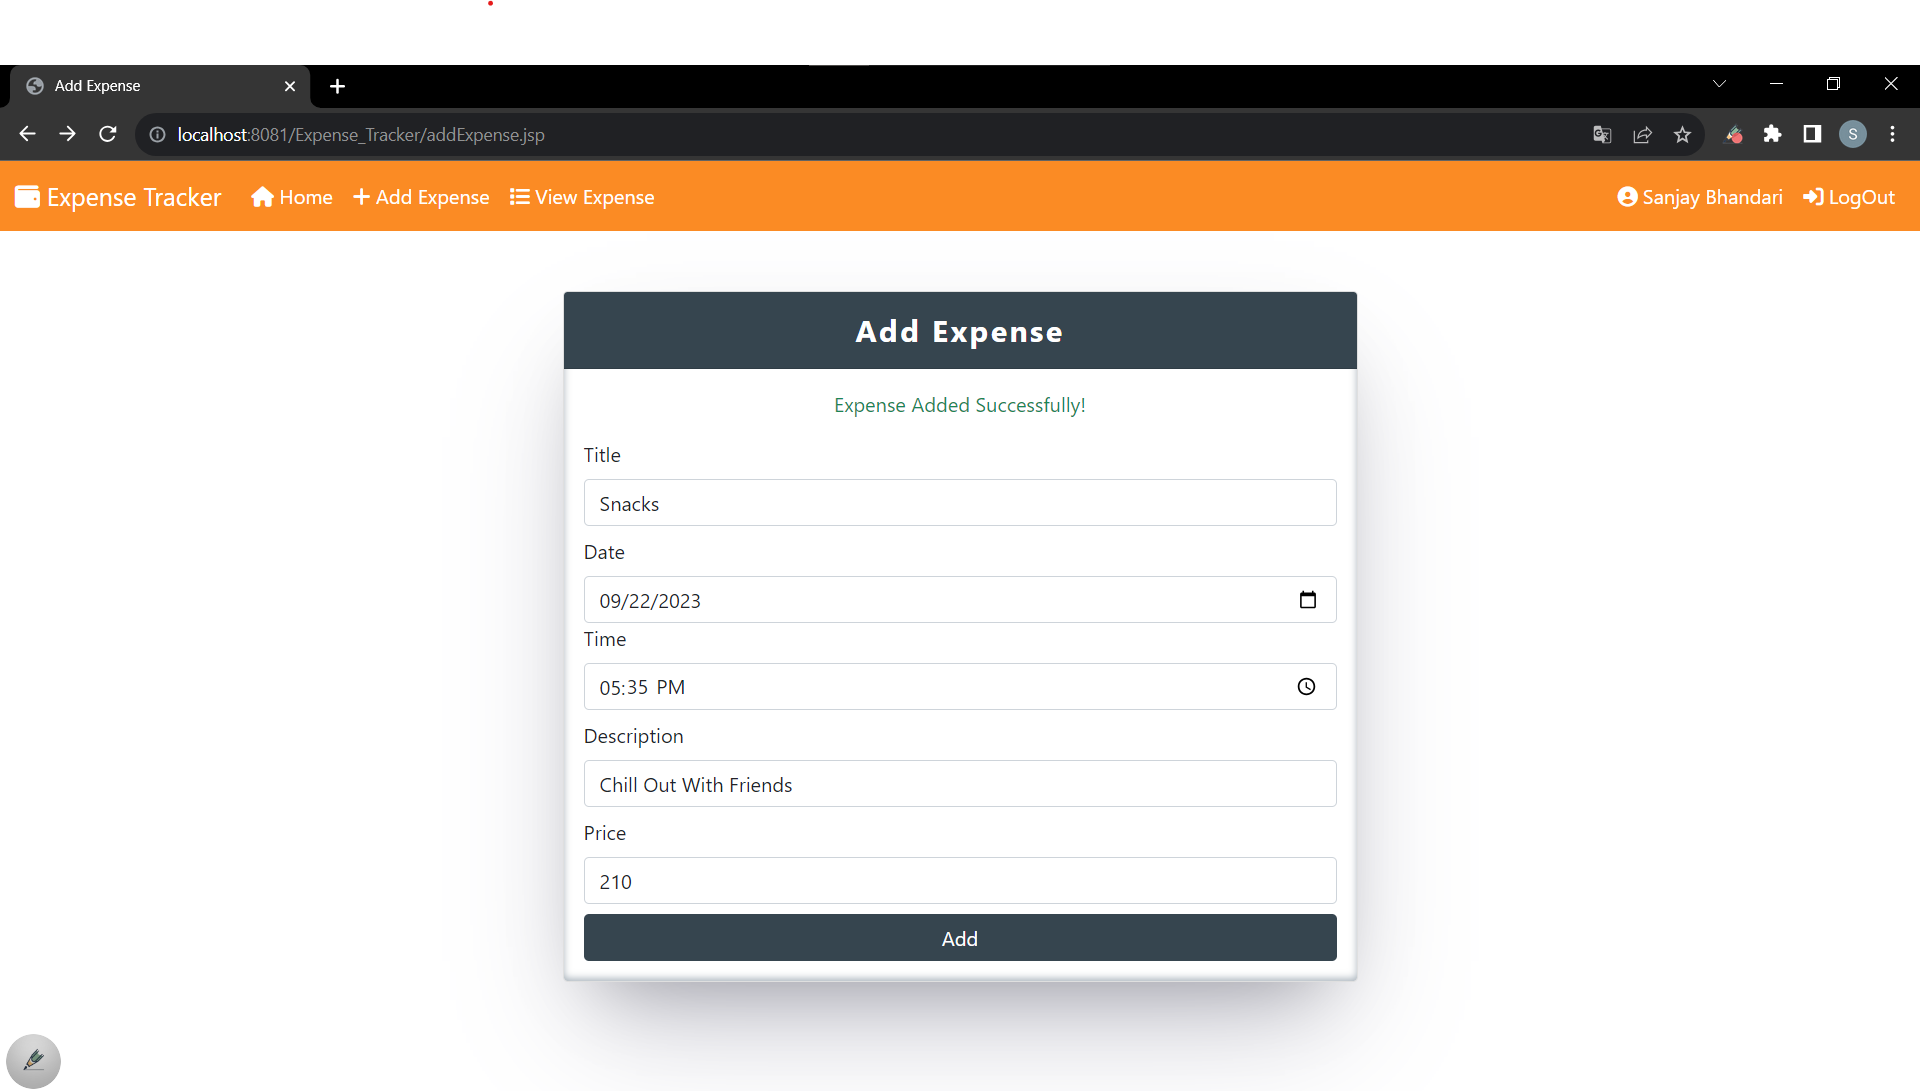 Add Expense
localhost:8081/Expense_Tracker/addExpense.jsp
S
Expense Tracker Home Add Expense View Expense Sanjay Bhandari LogOut
Add Expense
Expense Added Successfully!
Title
Snacks
Date
09/22/2023
Time
05:35 PM
Description
Chill Out With Friends
Price
210
Add